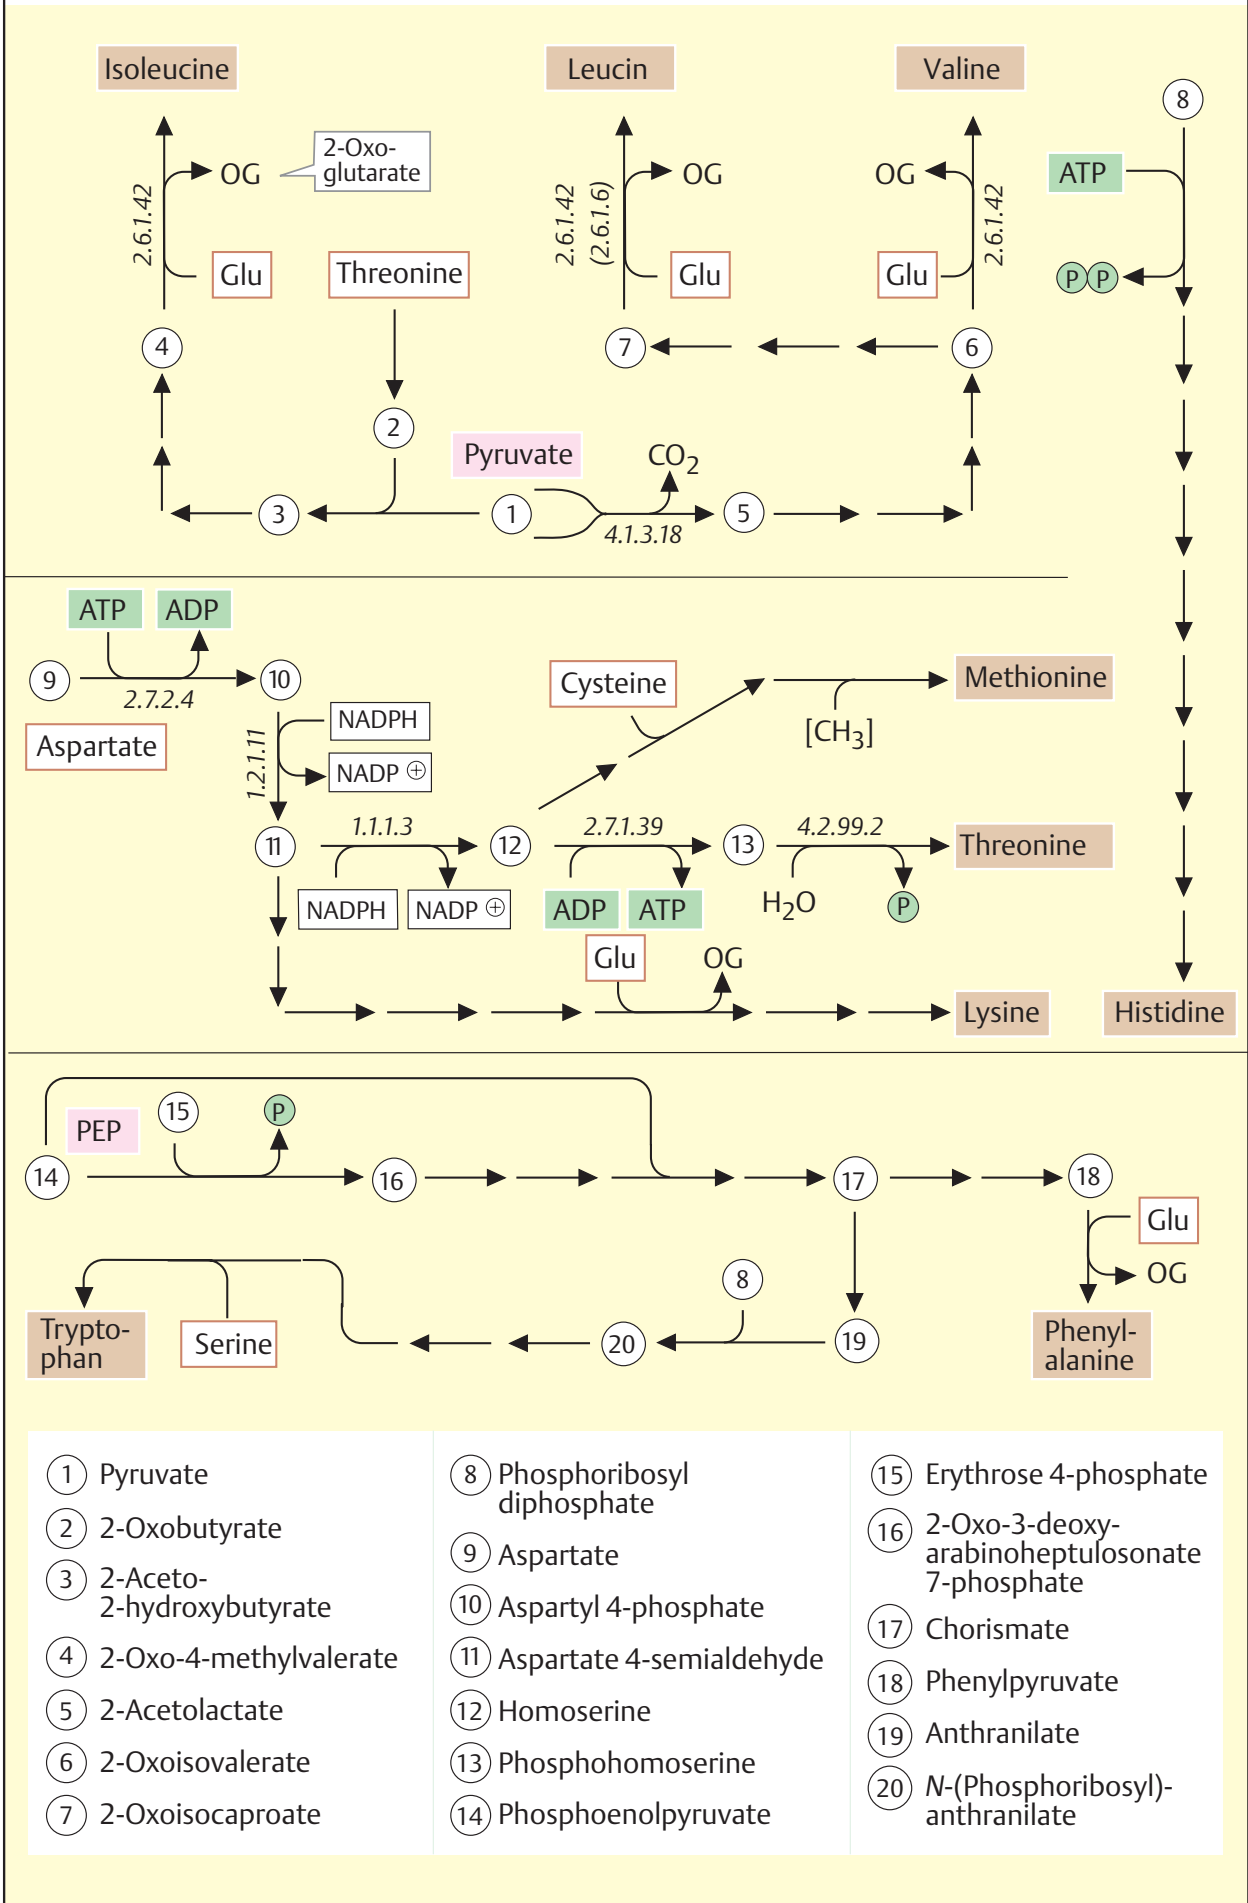 Isoleucine
Leucin
Valine
8
2-Oxo-
glutarate
OG
OG
OG
ATP
2.6.1.42
2.6.1.42
(2.6.1.6)
2.6.1.42
Glu
Threonine
Glu
Glu
P P
4
7
6
2
Pyruvate
CO2
3
1
5
4.1.3.18
ATP
ADP
9
10
2.7.2.4
Cysteine
Methionine
Aspartate
NADPH
[CH3]
1.2.1.11
NADP ⊕
11
1.1.1.3
12
2.7.1.39
13
4.2.99.2
Threonine
NADPH
NADP ⊕
ADP
ATP
H2O
P
Glu
OG
Lysine
Histidine
PEP
15
P
14
16
17
18
Glu
OG
8
Trypto-
phan
Serine
20
19
Phenyl-
alanine
1 Pyruvate
2 2-Oxobutyrate
3 2-Aceto-
2-hydroxybutyrate
4 2-Oxo-4-methylvalerate
5 2-Acetolactate
6 2-Oxoisovalerate
7 2-Oxoisocaproate
8 Phosphoribosyl
diphosphate
9 Aspartate
10 Aspartyl 4-phosphate
11 Aspartate 4-semialdehyde
12 Homoserine
13 Phosphohomoserine
14 Phosphoenolpyruvate
15 Erythrose 4-phosphate
16 2-Oxo-3-deoxy-
arabinoheptulosonate
7-phosphate
17 Chorismate
18 Phenylpyruvate
19 Anthranilate
20 N-(Phosphoribosyl)-
anthranilate